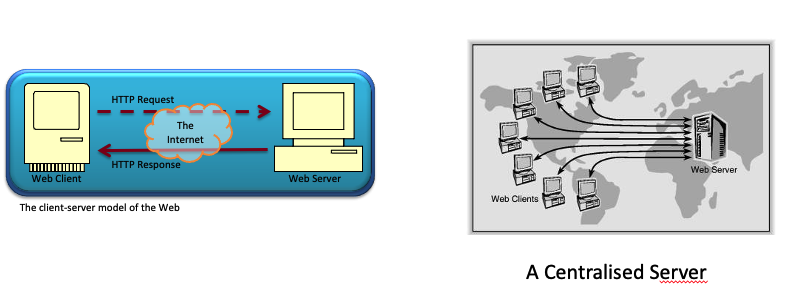 HTTP Request
The
Internet
HTTP Response
Web Client
Web Server
The client-server model of the Web
Web Server
Web Clients
A Centralised Server